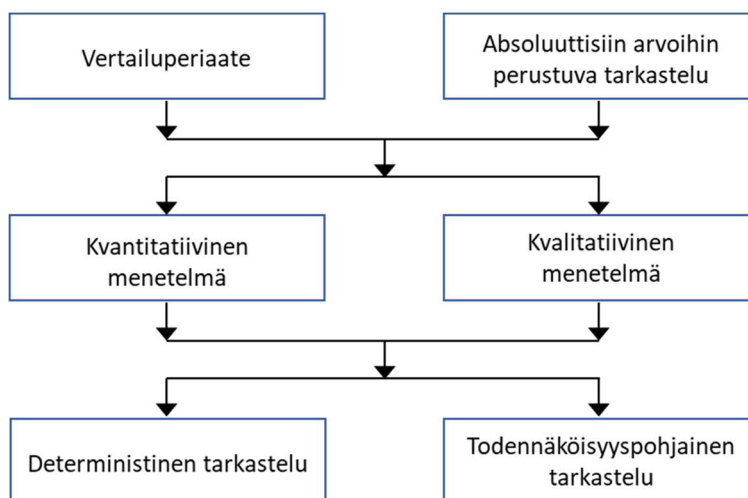 Vertailuperiaate
Absoluuttisiin arvoihin
perustuva tarkastelu
Kvantitatiivinen
menetelmä
Kvalitatiivinen
menetelmä
Deterministinen tarkastelu
Todennäköisyyspohjainen
tarkastelu